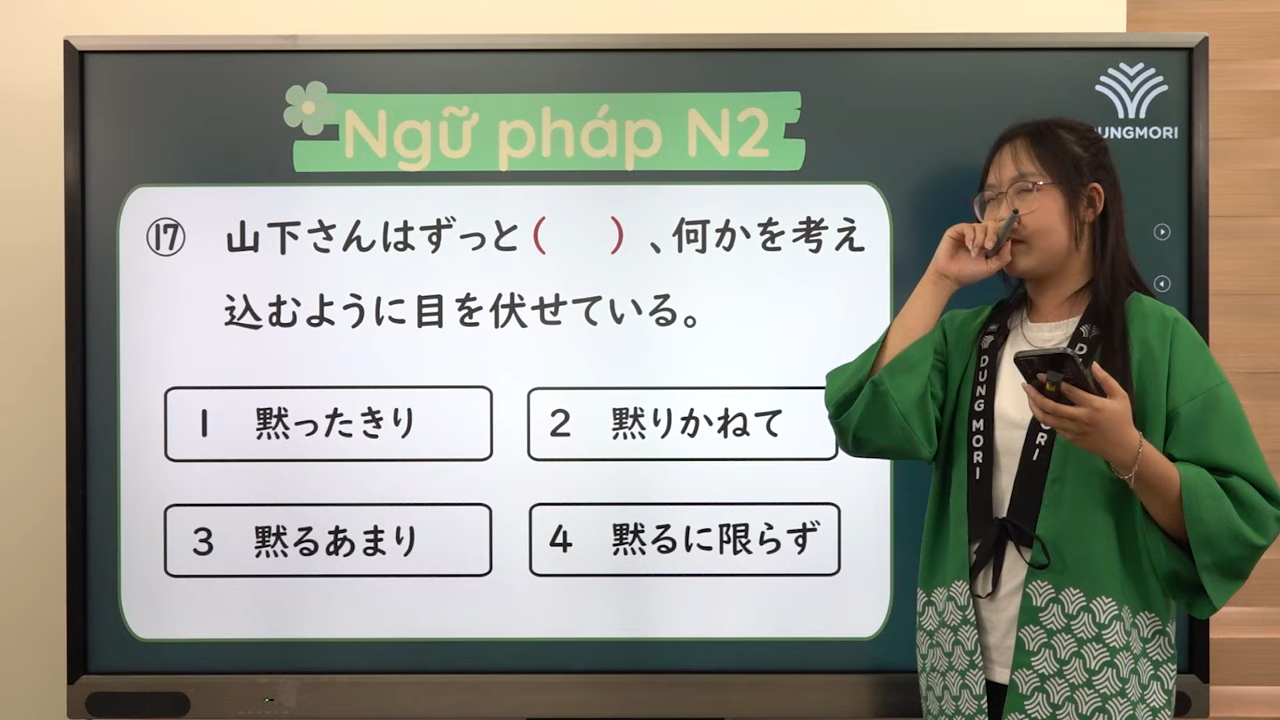 Ngữ pháp N2
DUNGMORI
⑰ 山下さんはずっと( )、何かを考え
込むように目を伏せている。
1 黙ったきり
2 黙りかねて
3 黙るあまり
4 黙るに限らず
DUNG MORI